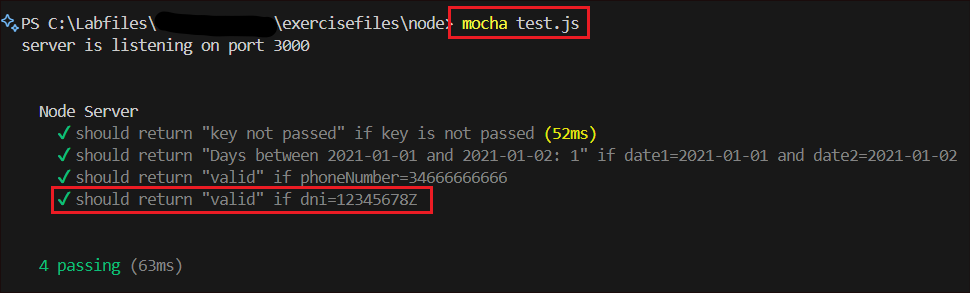 PS C:\Labfiles\ \exercisefiles\node> mocha test.js
server is listening on port 3000
Node Server
✓ should return "key not passed" if key is not passed (52ms)
✓ should return "Days between 2021-01-01 and 2021-01-02: 1" if date1=2021-01-01 and date2=2021-01-02
✓ should return "valid" if phoneNumber=34666666666
✓ should return "valid" if dni=12345678Z
4 passing (63ms)